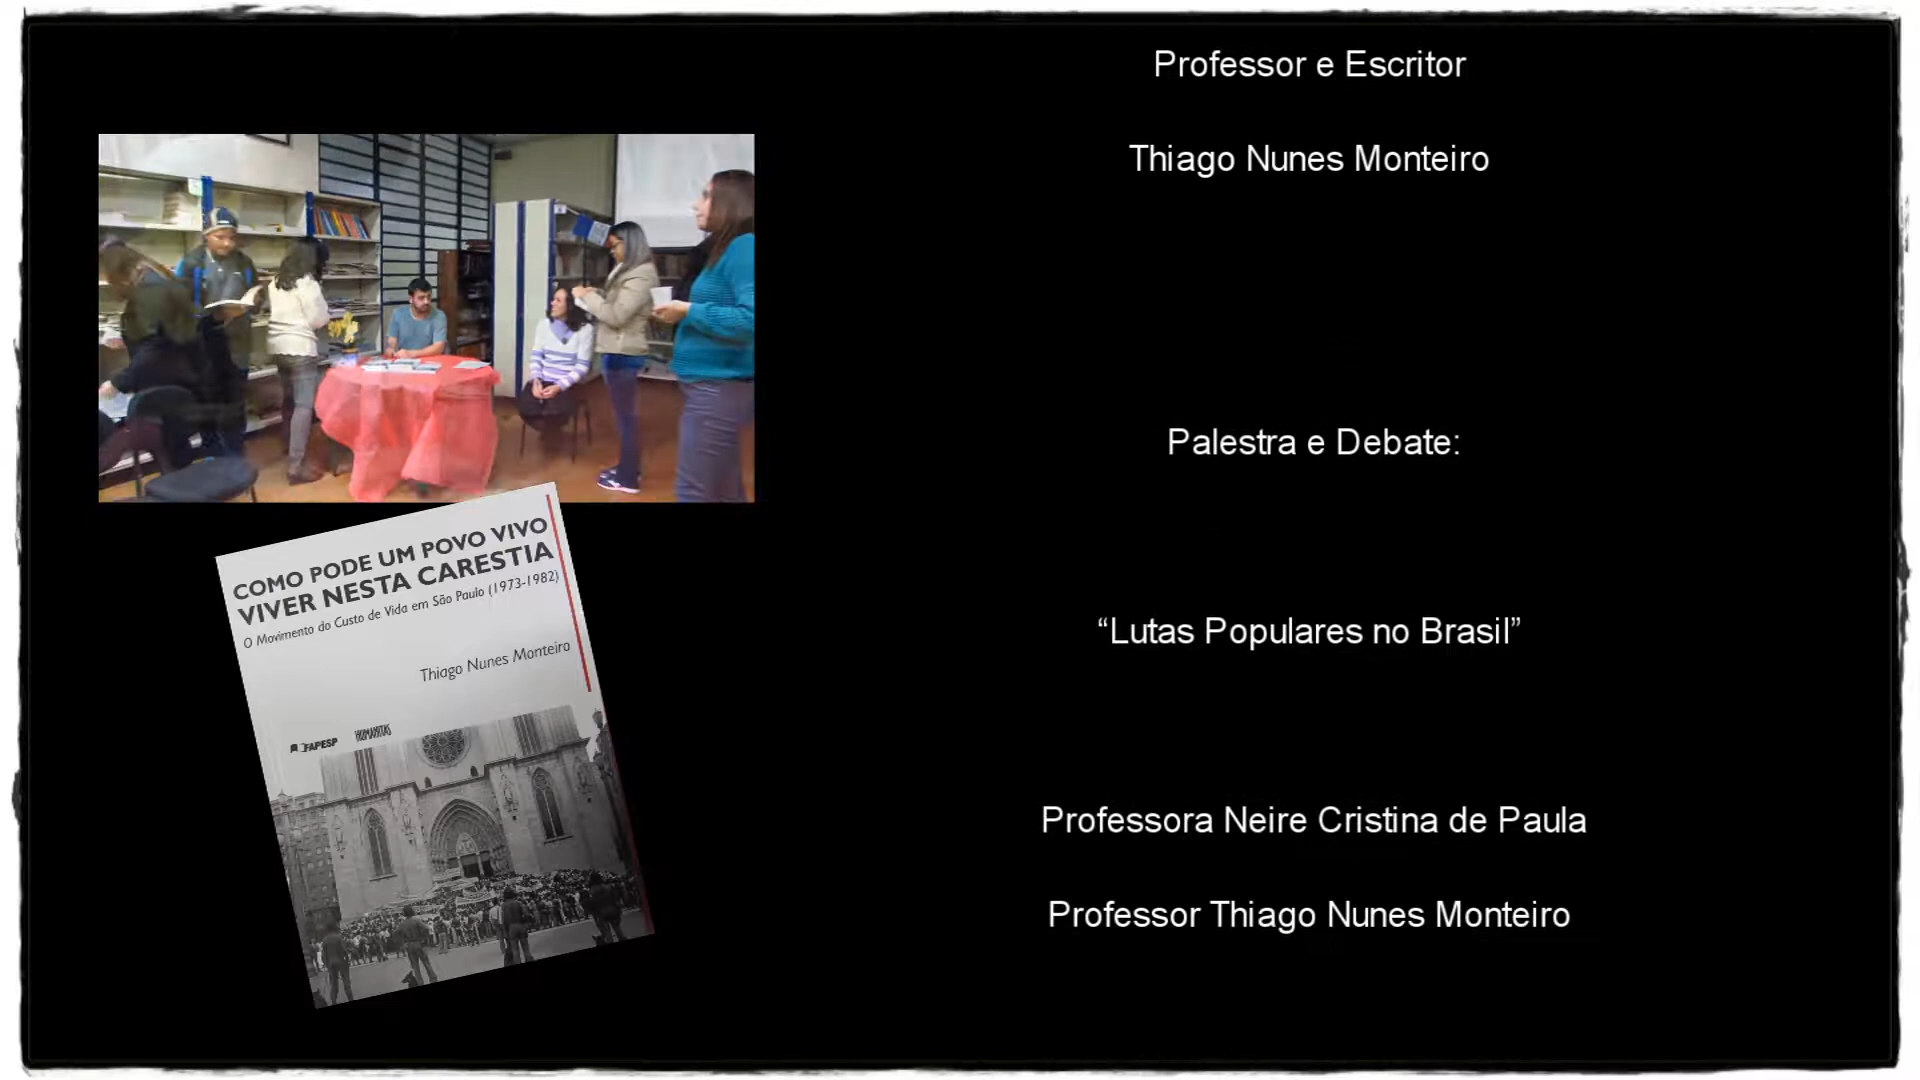 Professor e Escritor
Thiago Nunes Monteiro
Palestra e Debate:
“Lutas Populares no Brasil”
Professora Neire Cristina de Paula
Professor Thiago Nunes Monteiro
COMO PODE UM POVO VIVO
VIVER NESTA CARESTIA
O Movimento do Custo de Vida em São Paulo (1973-1982)
Thiago Nunes Monteiro
FAPESP
HUMANITAS